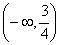 (-∞, 3/4)